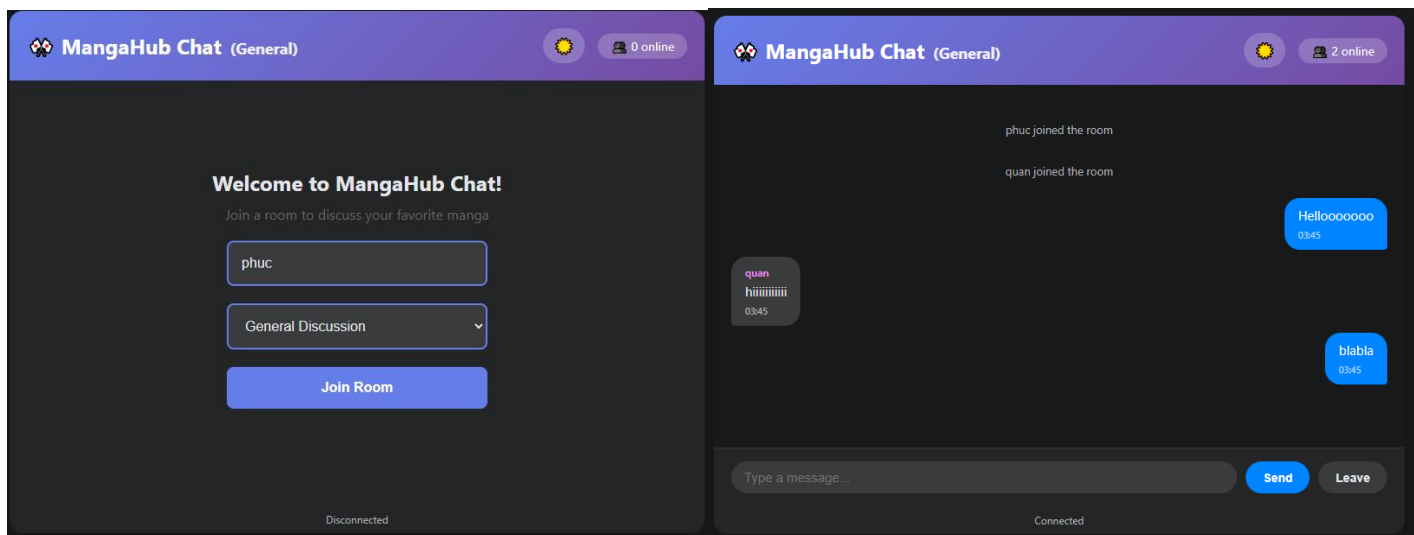 MangaHub Chat (General)
0 online
Welcome to MangaHub Chat!
Join a room to discuss your favorite manga
phuc
General Discussion
Join Room
Disconnected
MangaHub Chat (General)
2 online
phuc joined the room
quan joined the room
Hellooooooo
03:45
quan
hiiiiiiiiiii
03:45
blabla
03:45
Type a message...
Send
Leave
Connected